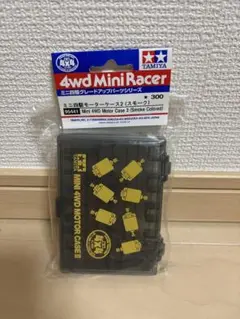 4wd Mini Racer
TAMIYA
ミニ四駆グレードアップパーツシリーズ
ミニ四駆モーターケース2(スモーク)
Mini 4WD Motor Case 2 (Smoke Colored)
★ 300
MINI 4WD MOTOR CASE II